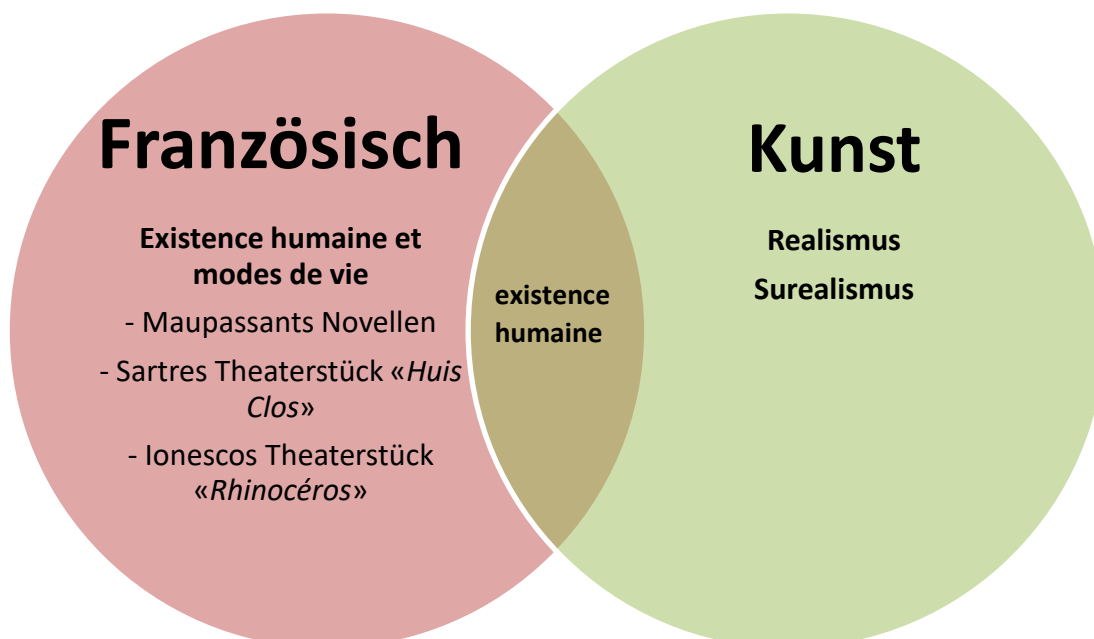 Französisch
Existence humaine et
modes de vie
- Maupassants Novellen
- Sartres Theaterstück «Huis
Clos»
- Ionescos Theaterstück
«Rhinocéros»
existence
humaine
Kunst
Realismus
Surealismus